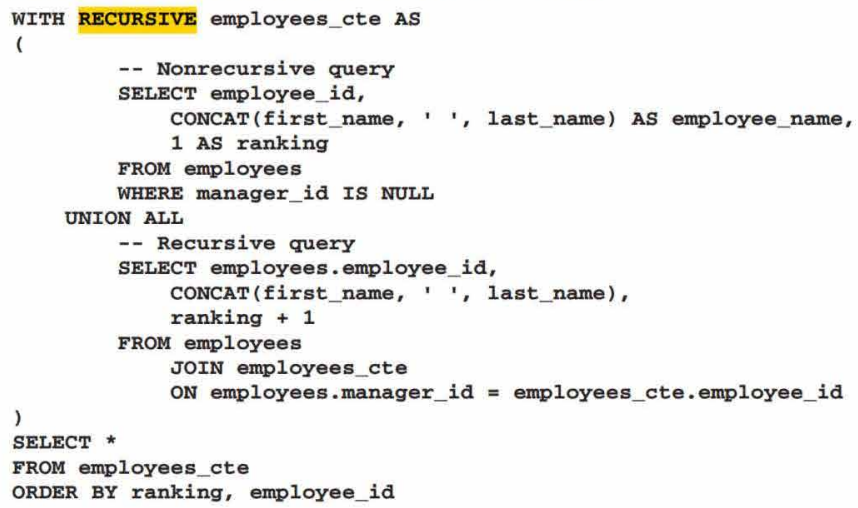 WITH RECURSIVE employees_cte AS
(
        -- Nonrecursive query
        SELECT employee_id,
            CONCAT(first_name, ' ', last_name) AS employee_name,
            1 AS ranking
        FROM employees
        WHERE manager_id IS NULL
    UNION ALL
        -- Recursive query
        SELECT employees.employee_id,
            CONCAT(first_name, ' ', last_name),
            ranking + 1
        FROM employees
            JOIN employees_cte
            ON employees.manager_id = employees_cte.employee_id
)
SELECT *
FROM employees_cte
ORDER BY ranking, employee_id